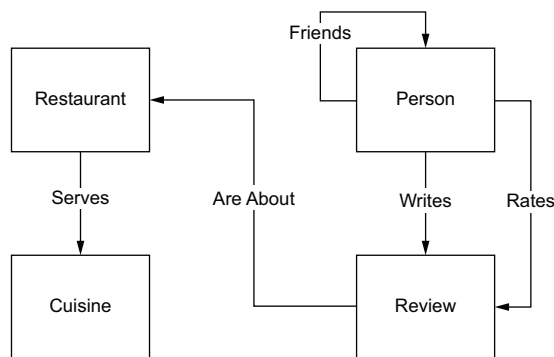 Friends
Restaurant
Person
Serves
Are About
Writes
Rates
Cuisine
Review